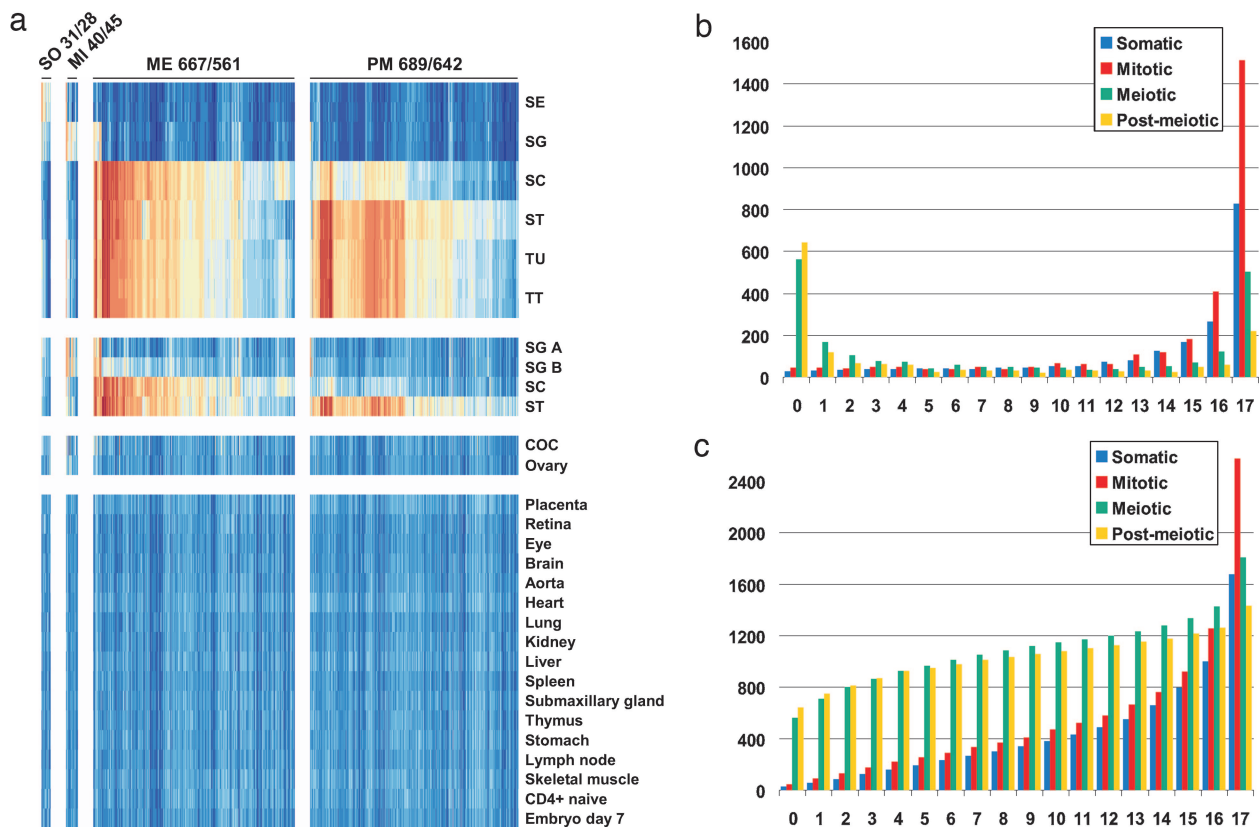 a
SO 31/28
MI 40/45
ME 667/561
PM 689/642
SE
SG
SC
ST
TU
TT
SG A
SG B
SC
ST
COC
Ovary
Placenta
Retina
Eye
Brain
Aorta
Heart
Lung
Kidney
Liver
Spleen
Submaxillary gland
Thymus
Stomach
Lymph node
Skeletal muscle
CD4+ naive
Embryo day 7
b
1600
1400
1200
1000
800
600
400
200
0
0 1 2 3 4 5 6 7 8 9 10 11 12 13 14 15 16 17
Somatic
Mitotic
Meiotic
Post-meiotic
c
2400
2000
1600
1200
800
400
0
0 1 2 3 4 5 6 7 8 9 10 11 12 13 14 15 16 17
Somatic
Mitotic
Meiotic
Post-meiotic